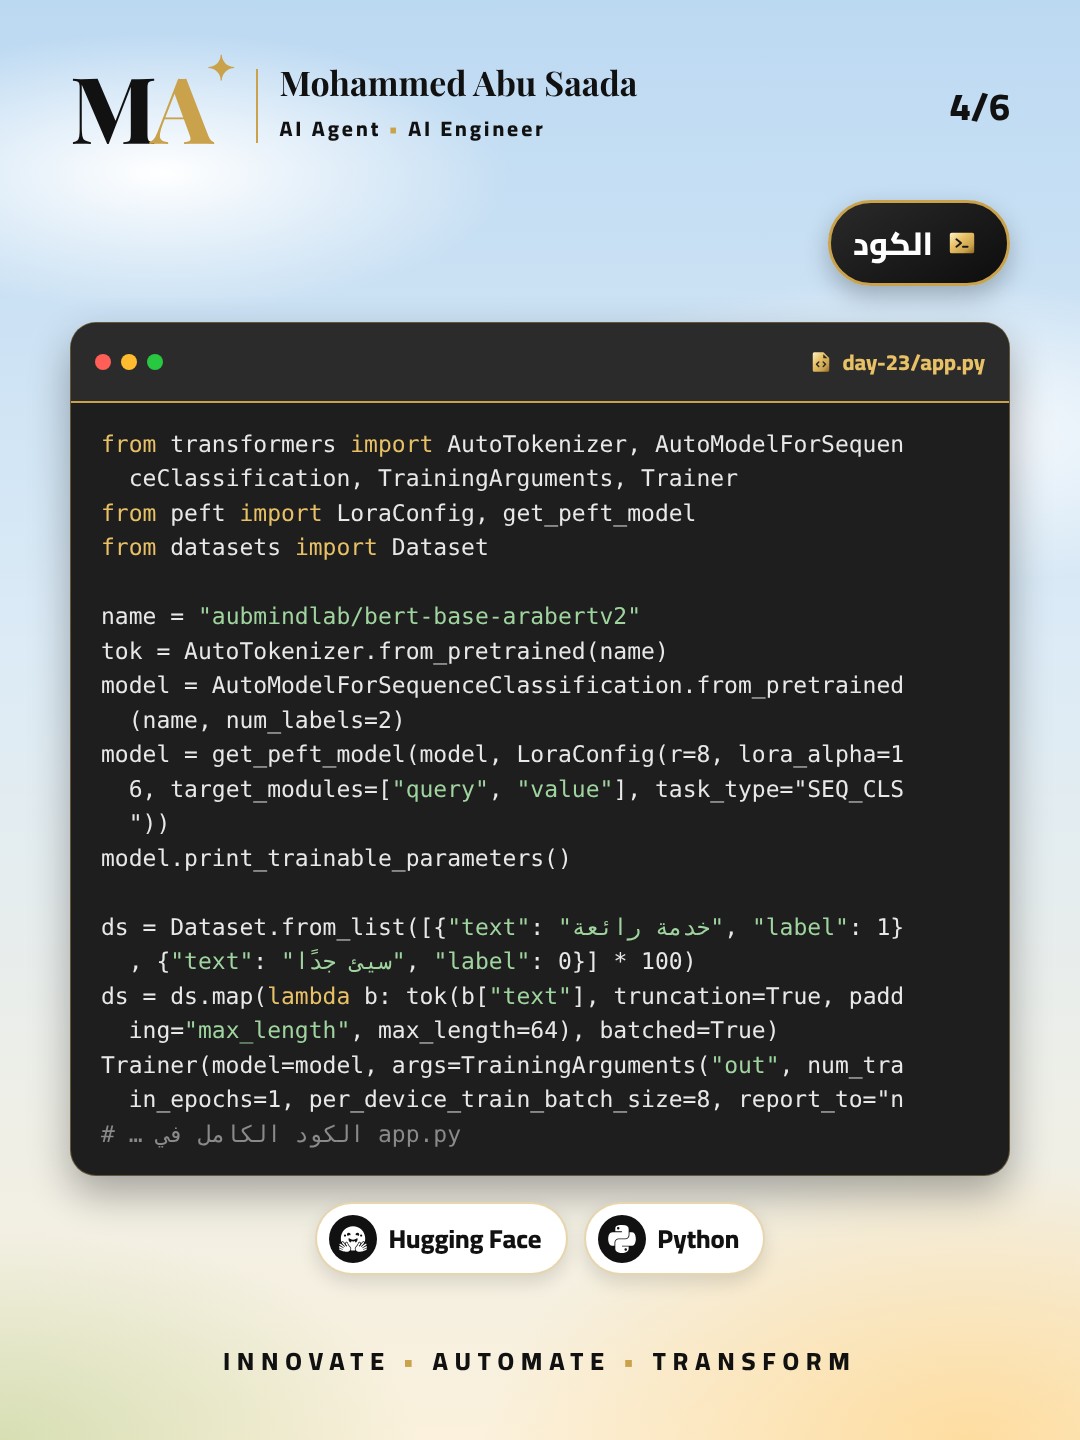 MA
Mohammed Abu Saada
AI Agent ▪ AI Engineer
4/6
الكود
day-23/app.py
from transformers import AutoTokenizer, AutoModelForSequen
ceClassification, TrainingArguments, Trainer
from peft import LoraConfig, get_peft_model
from datasets import Dataset
name = "aubmindlab/bert-base-arabertv2"
tok = AutoTokenizer.from_pretrained(name)
model = AutoModelForSequenceClassification.from_pretrained
(name, num_labels=2)
model = get_peft_model(model, LoraConfig(r=8, lora_alpha=1
6, target_modules=["query", "value"], task_type="SEQ_CLS
"))
model.print_trainable_parameters()
ds = Dataset.from_list([{"text": "خدمة رائعة", "label": 1}
, {"text": "سيئ جدًا", "label": 0}] * 100)
ds = ds.map(lambda b: tok(b["text"], truncation=True, padd
ing="max_length", max_length=64), batched=True)
Trainer(model=model, args=TrainingArguments("out", num_tra
in_epochs=1, per_device_train_batch_size=8, report_to="n
# … الكود الكامل في app.py
Hugging Face
Python
INNOVATE ▪ AUTOMATE ▪ TRANSFORM